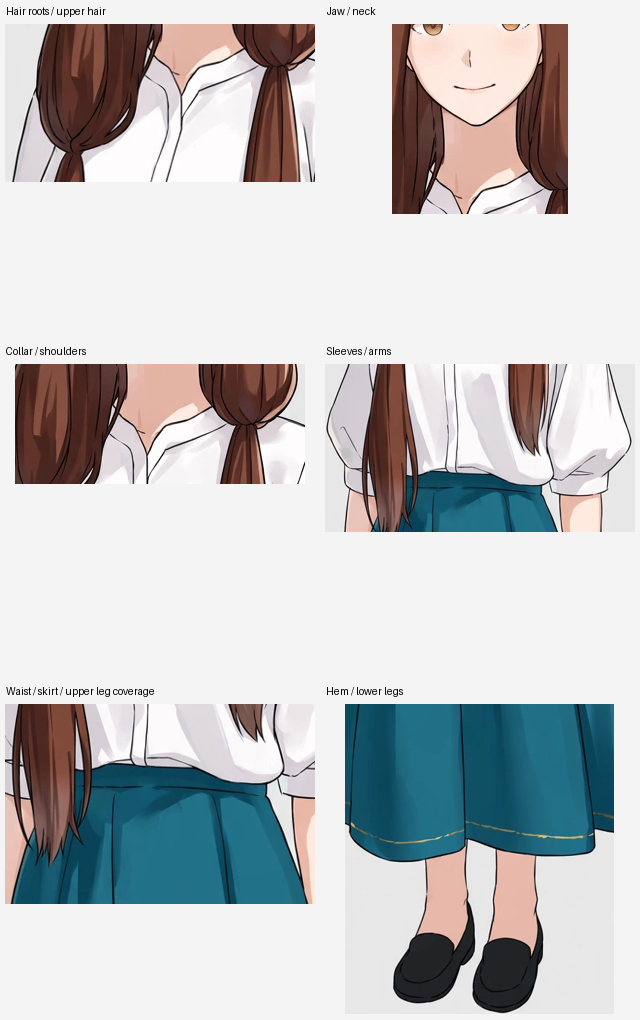 Hair roots / upper hair
Jaw / neck
Collar / shoulders
Sleeves / arms
Waist / skirt / upper leg coverage
Hem / lower legs